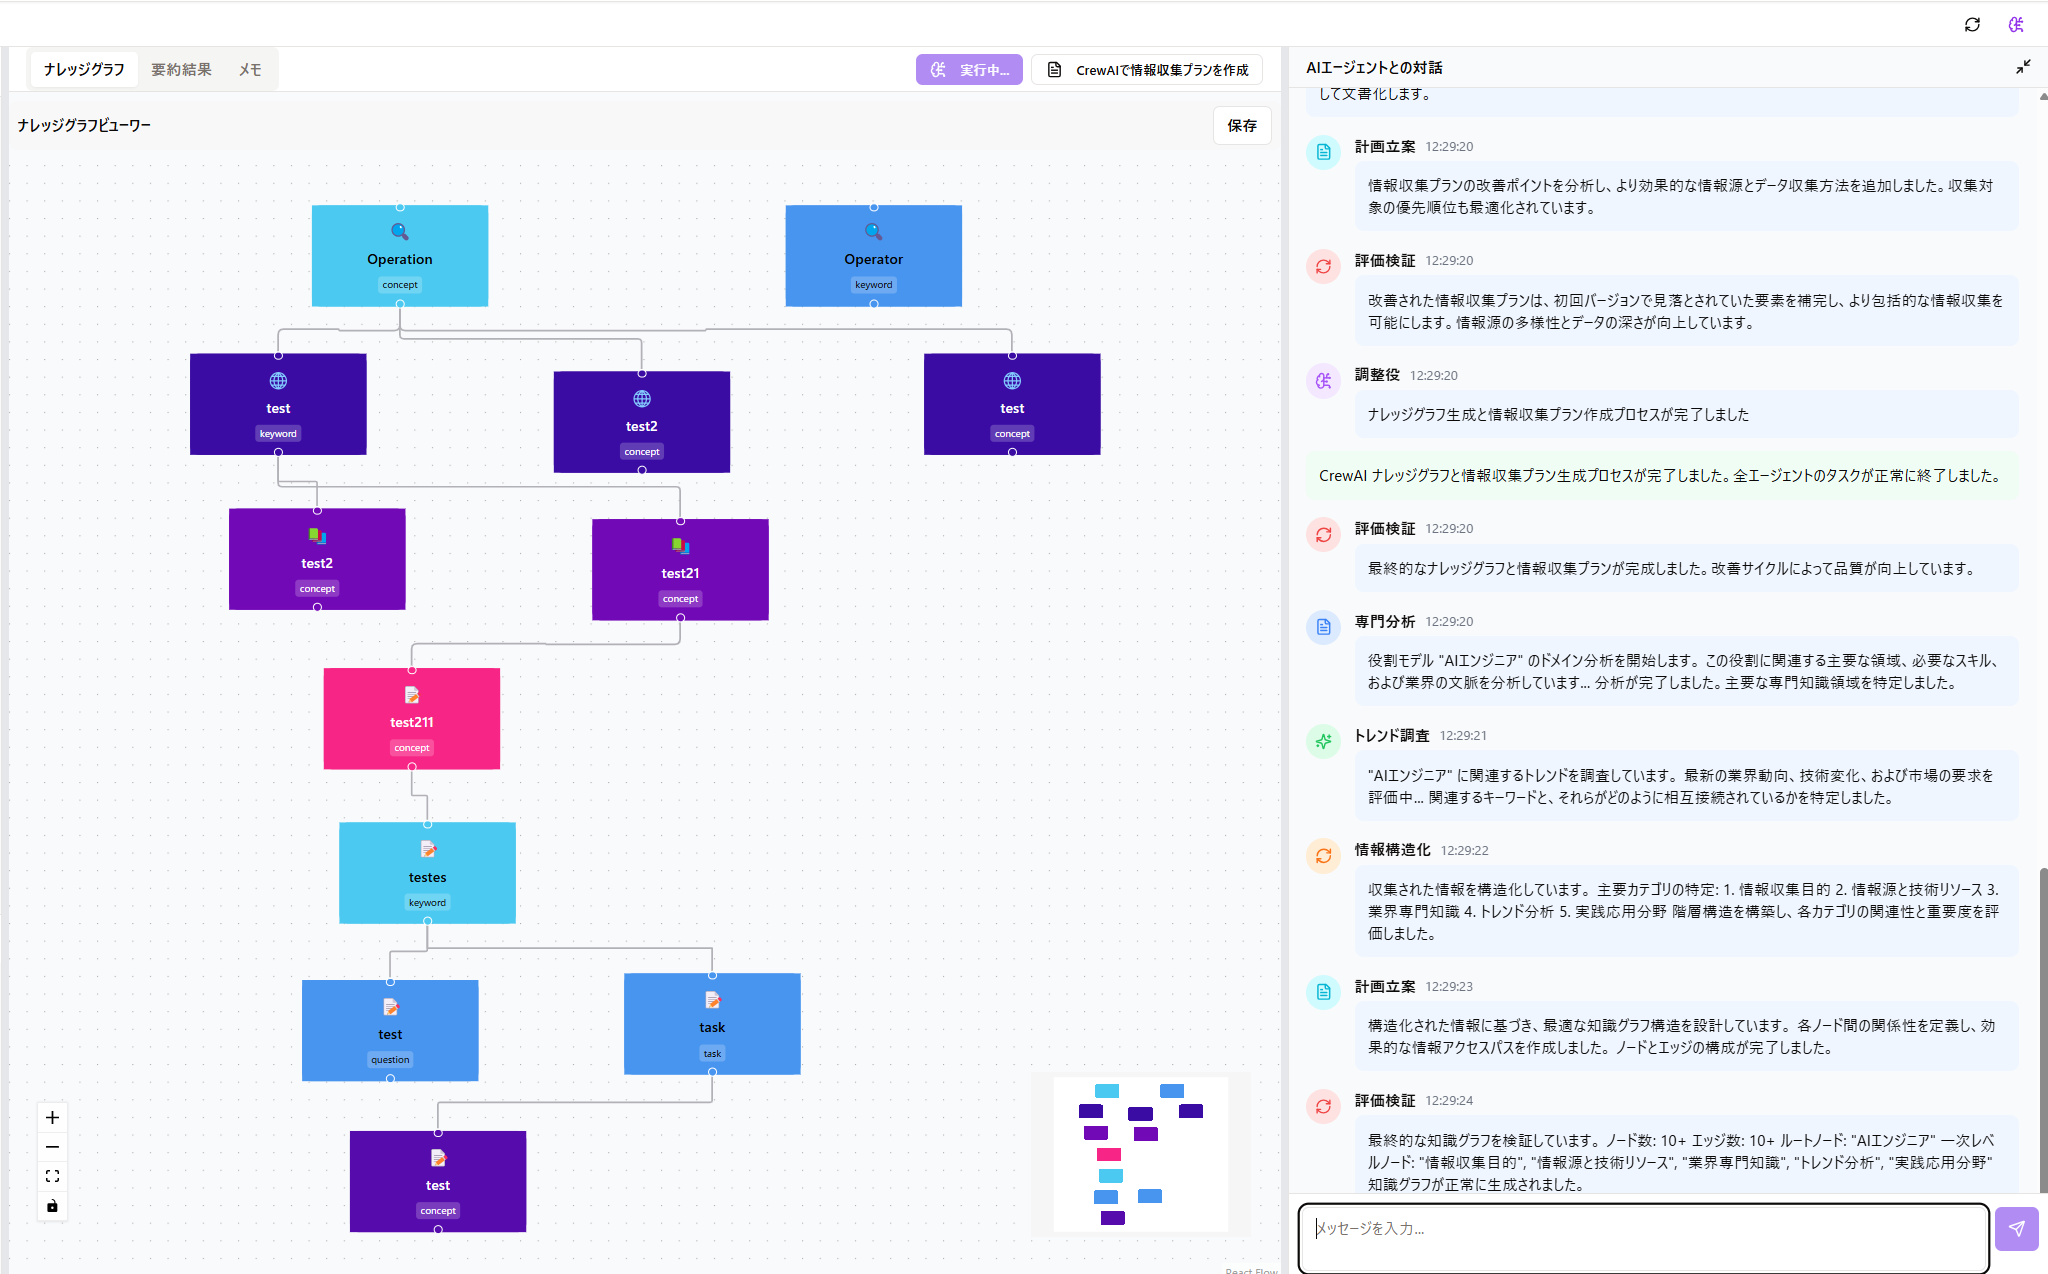 ナレッジグラフ
要約結果
メモ
実行中...
CrewAIで情報収集プランを作成
ナレッジグラフビューワー
保存
Operation
concept
Operator
keyword
test
keyword
test2
concept
test
concept
test2
concept
test21
concept
test211
concept
testes
keyword
test
question
task
task
test
concept
React Flow
AIエージェントとの対話
して文書化します。
計画立案 12:29:20
情報収集プランの改善ポイントを分析し、より効果的な情報源とデータ収集方法を追加しました。収集対
象の優先順位も最適化されています。
評価検証 12:29:20
改善された情報収集プランは、初回バージョンで見落とされていた要素を補完し、より包括的な情報収集を
可能にします。情報源の多様性とデータの深さが向上しています。
調整役 12:29:20
ナレッジグラフ生成と情報収集プラン作成プロセスが完了しました
CrewAI ナレッジグラフと情報収集プラン生成プロセスが完了しました。全エージェントのタスクが正常に終了しました。
評価検証 12:29:20
最終的なナレッジグラフと情報収集プランが完成しました。改善サイクルによって品質が向上しています。
専門分析 12:29:20
役割モデル "AIエンジニア" のドメイン分析を開始します。 この役割に関連する主要な領域、必要なスキル、
および業界の文脈を分析しています... 分析が完了しました。主要な専門知識領域を特定しました。
トレンド調査 12:29:21
"AIエンジニア" に関連するトレンドを調査しています。 最新の業界動向、技術変化、および市場の要求を
評価中... 関連するキーワードと、それらがどのように相互接続されているかを特定しました。
情報構造化 12:29:22
収集された情報を構造化しています。 主要カテゴリの特定: 1. 情報収集目的 2. 情報源と技術リソース 3.
業界専門知識 4. トレンド分析 5. 実践応用分野 階層構造を構築し、各カテゴリの関連性と重要度を評
価しました。
計画立案 12:29:23
構造化された情報に基づき、最適な知識グラフ構造を設計しています。 各ノード間の関係性を定義し、効
果的な情報アクセスパスを作成しました。 ノードとエッジの構成が完了しました。
評価検証 12:29:24
最終的な知識グラフを検証しています。 ノード数: 10+ エッジ数: 10+ ルートノード: "AIエンジニア" 一次レベ
ルノード: "情報収集目的", "情報源と技術リソース", "業界専門知識", "トレンド分析", "実践応用分野"
知識グラフが正常に生成されました。
メッセージを入力...